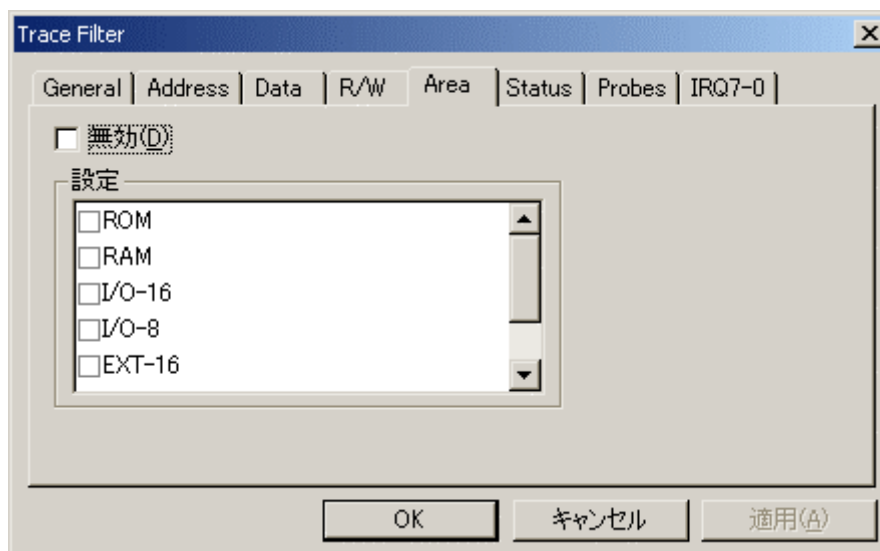 Trace Filter
General Address Data R/W Area Status Probes IRQ7-0
無効(D)
設定
ROM
RAM
I/O-16
I/O-8
EXT-16
OK キャンセル 適用(A)